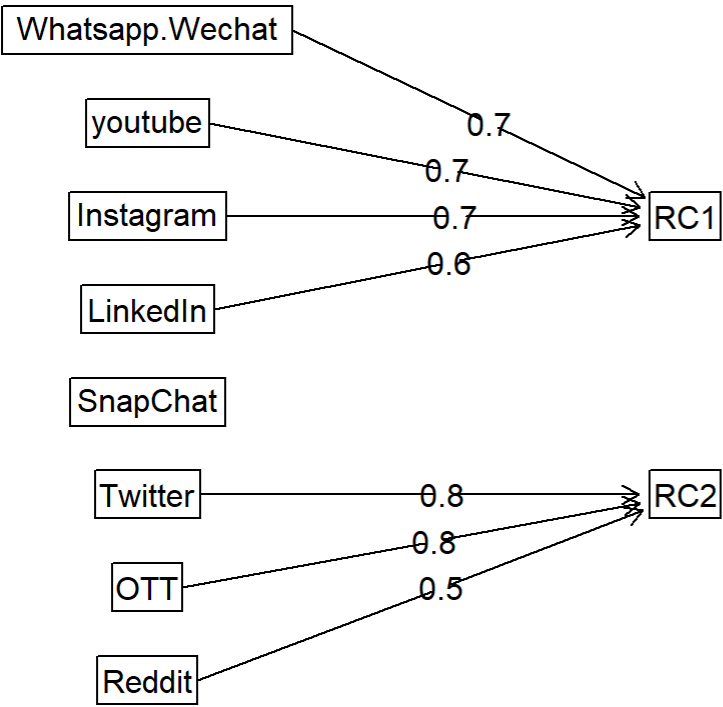 Whatsapp.Wechat
0.7
youtube
0.7
Instagram
0.7
RC1
0.6
LinkedIn
SnapChat
Twitter
0.8
RC2
0.8
OTT
0.5
Reddit